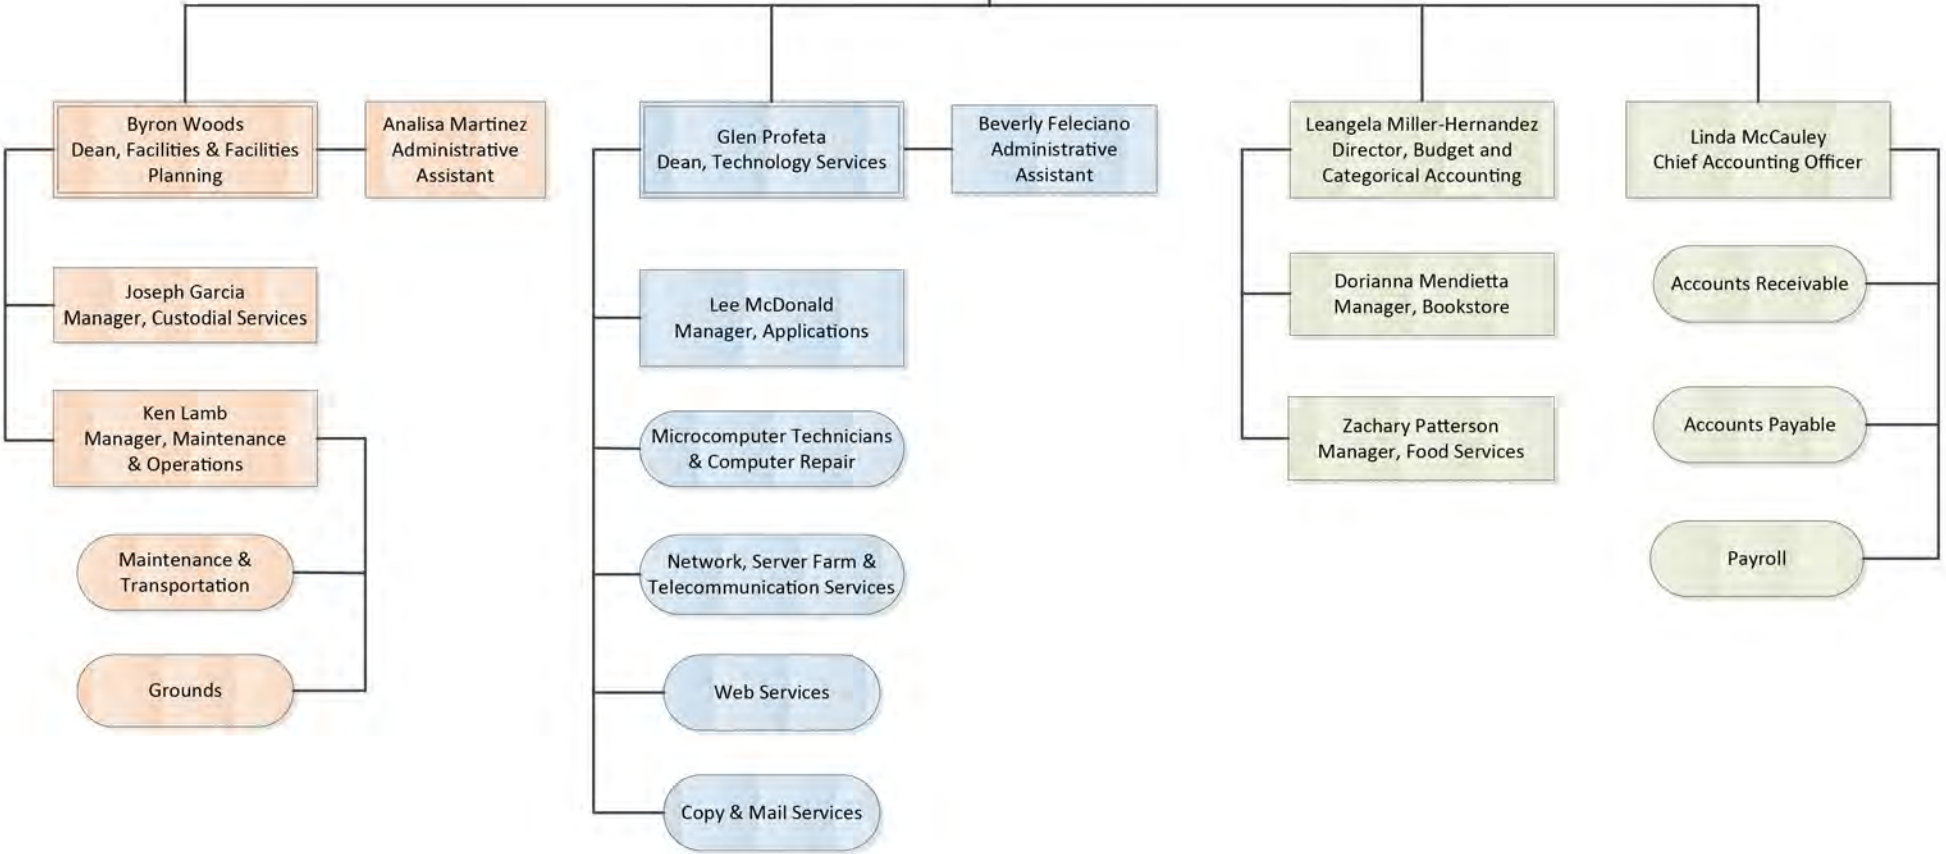 Byron Woods
Dean, Facilities & Facilities
Planning
Analisa Martinez
Administrative
Assistant
Joseph Garcia
Manager, Custodial Services
Ken Lamb
Manager, Maintenance
& Operations
Maintenance &
Transportation
Grounds
Glen Profeta
Dean, Technology Services
Beverly Feleciano
Administrative
Assistant
Lee McDonald
Manager, Applications
Microcomputer Technicians
& Computer Repair
Network, Server Farm &
Telecommunication Services
Web Services
Copy & Mail Services
Leangela Miller-Hernandez
Director, Budget and
Categorical Accounting
Dorianna Mendietta
Manager, Bookstore
Zachary Patterson
Manager, Food Services
Linda McCauley
Chief Accounting Officer
Accounts Receivable
Accounts Payable
Payroll